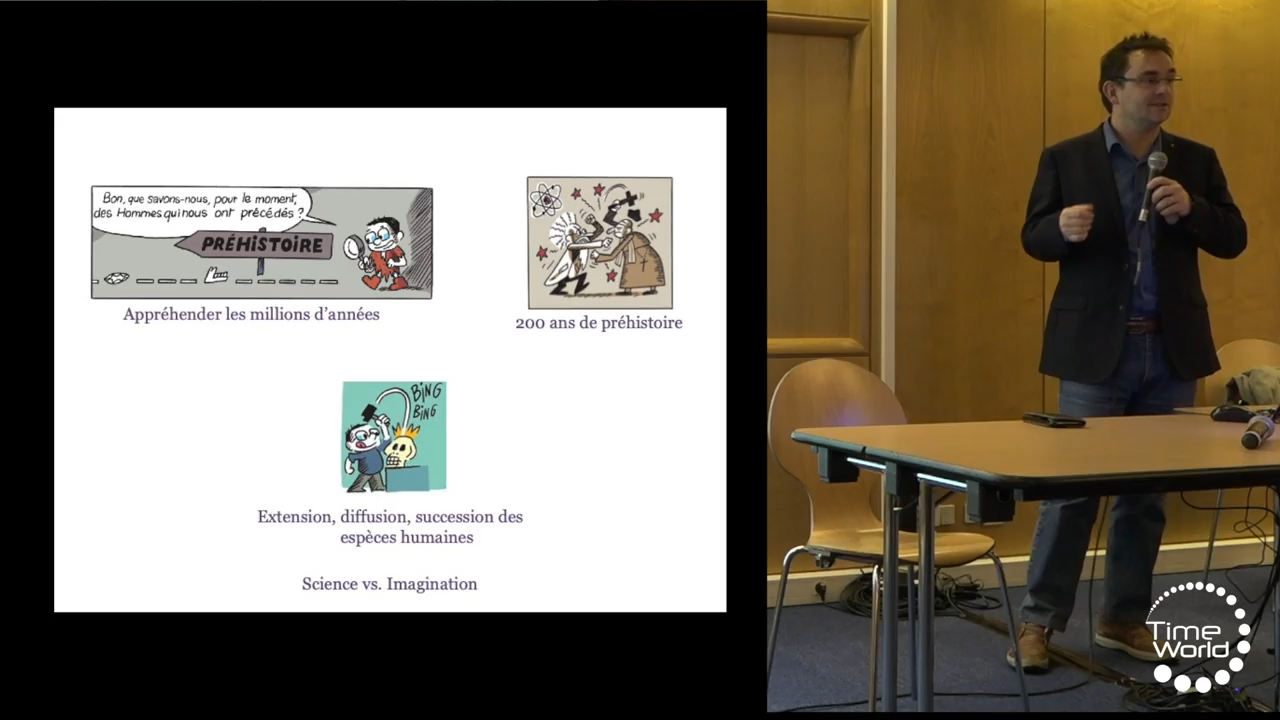 Bon, que savons-nous, pour le moment,
des Hommes qui nous ont précédés ?
PRÉHISTOIRE
Appréhender les millions d'années
200 ans de préhistoire
BING
BING
Extension, diffusion, succession des
espèces humaines
Science vs. Imagination
Time
World